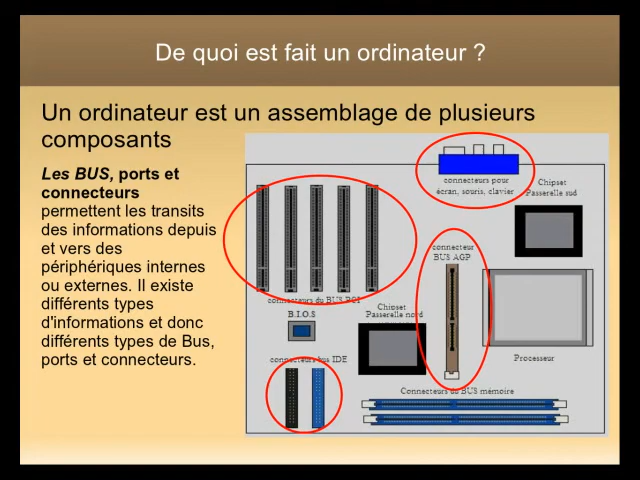 De quoi est fait un ordinateur ?
Un ordinateur est un assemblage de plusieurs
composants
Les BUS, ports et
connecteurs
permettent les transits
des informations depuis
et vers des
périphériques internes
ou externes. Il existe
différents types
d'informations et donc
différents types de Bus,
ports et connecteurs.
connecteurs pour
écran, souris, clavier
Chipset
Passerelle sud
connecteur
BUS AGP
connecteurs du BUS PCI
B.I.O.S
Chipset
Passerelle nord
Processeur
connecteurs bus IDE
Connecteurs du BUS mémoire